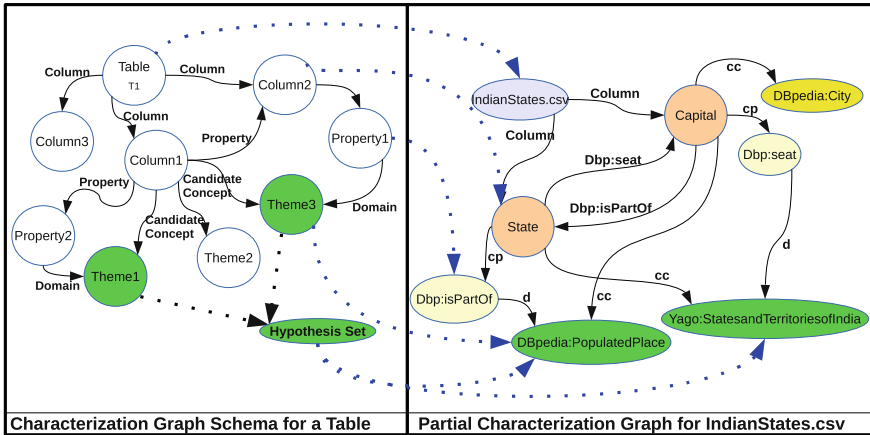 Table
T1
Column
Column
Column
Column2
Column3
Column1
Property
Property1
Property
Candidate
Concept
Theme3
Domain
Property2
Candidate
Concept
Theme2
Domain
Theme1
Hypothesis Set
Characterization Graph Schema for a Table
cc
DBpedia:City
IndianStates.csv
Column
Capital
cp
Column
Dbp:seat
Dbp:seat
Dbp:isPartOf
State
cp
d
cc
Dbp:isPartOf
d
cc
Yago:StatesandTerritoriesofIndia
DBpedia:PopulatedPlace
Partial Characterization Graph for IndianStates.csv